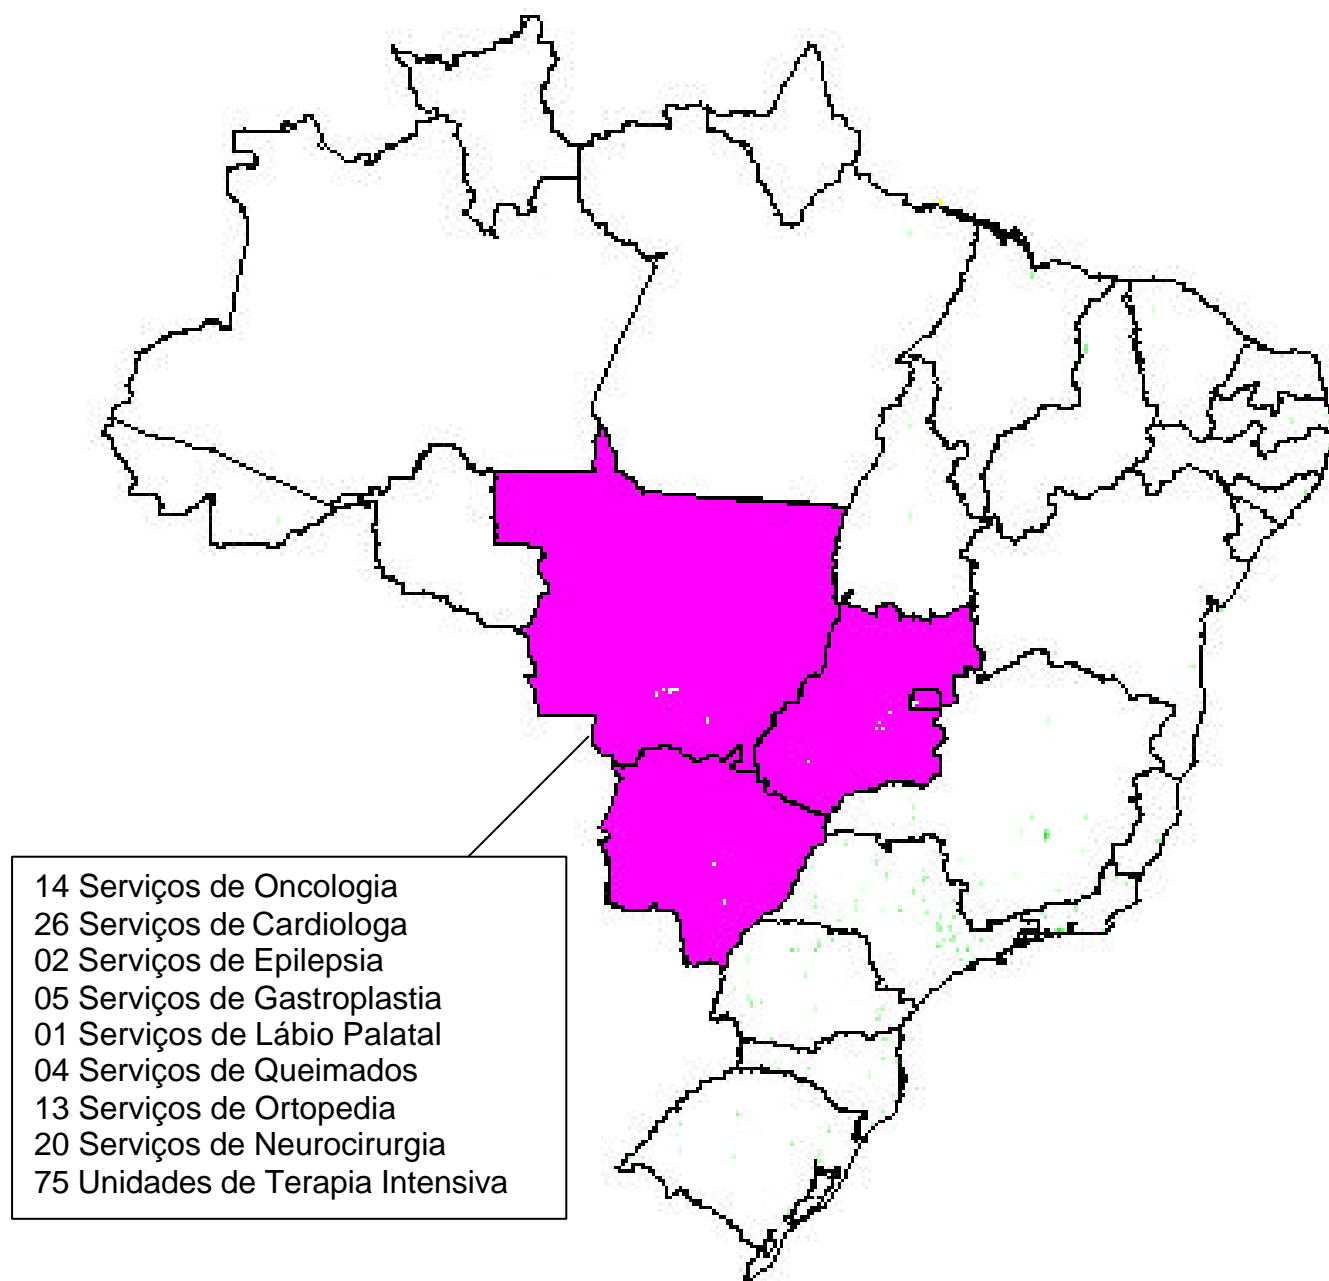 14 Serviços de Oncologia
26 Serviços de Cardiologa
02 Serviços de Epilepsia
05 Serviços de Gastroplastia
01 Serviços de Lábio Palatal
04 Serviços de Queimados
13 Serviços de Ortopedia
20 Serviços de Neurocirurgia
75 Unidades de Terapia Intensiva